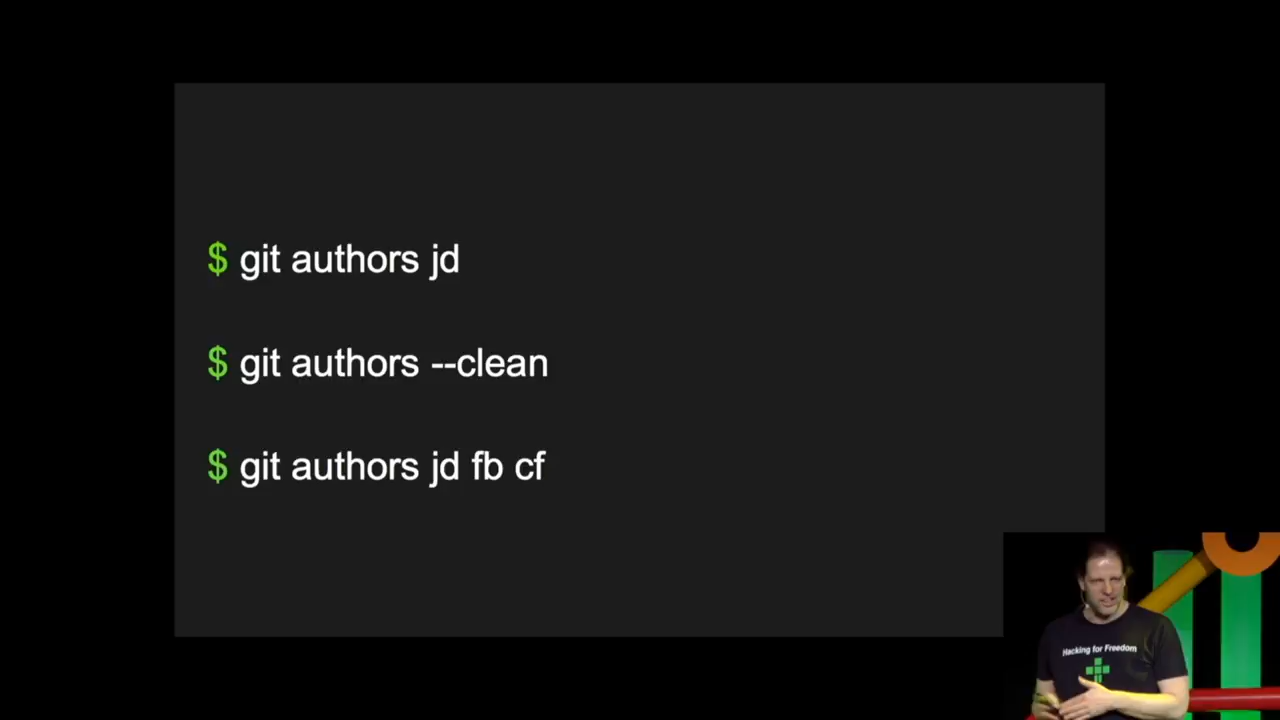 $ git authors jd
$ git authors --clean
$ git authors jd fb cf
Hacking for Freedom